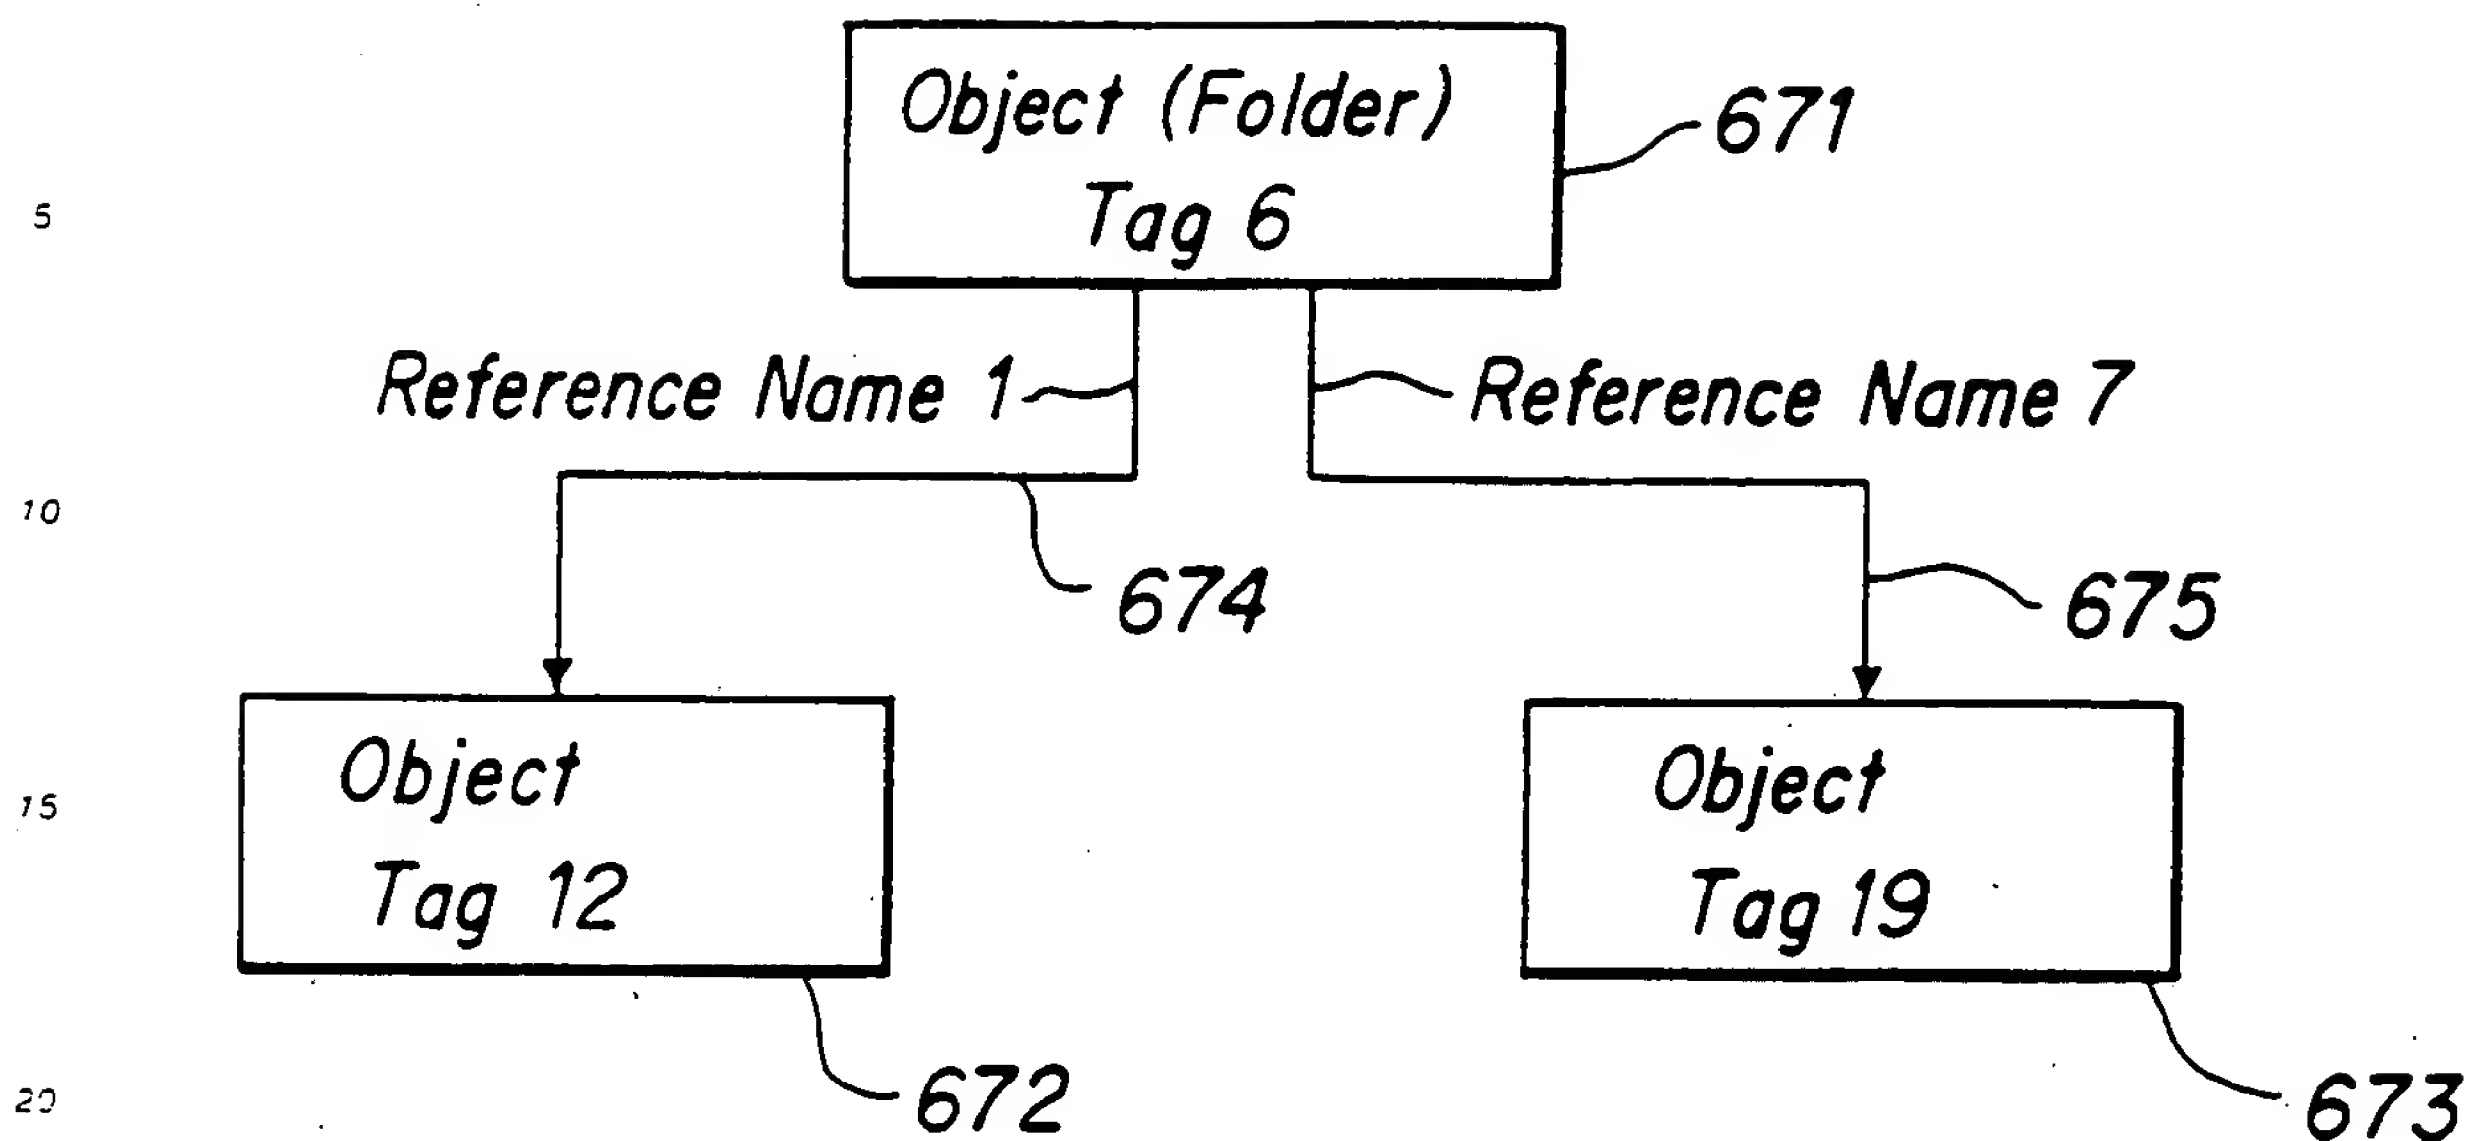 Object (Folder)
Tag 6
671
5
Reference Name 1
Reference Name 7
10
674
675
Object
Tag 12
Object
Tag 19
15
672
673
20